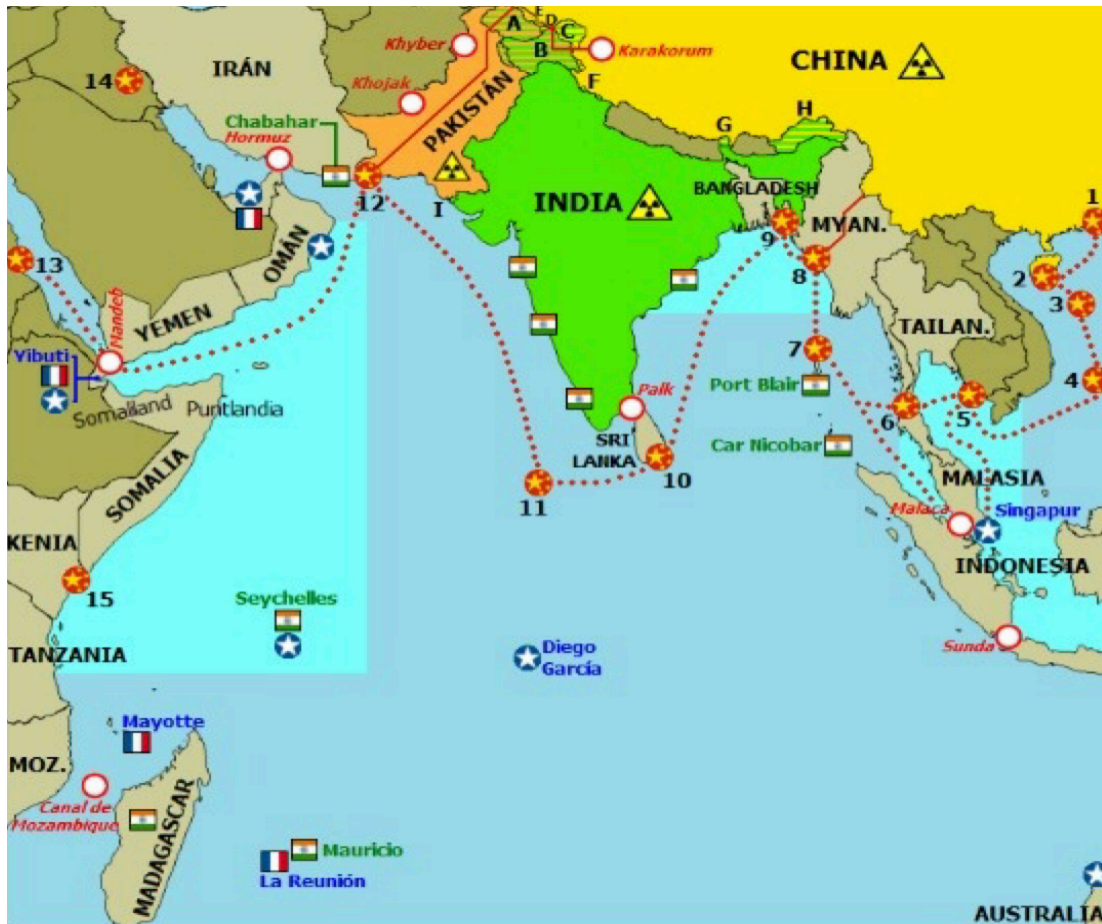 A
E
D
C
B
Khyber
Karakorum
IRÁN
CHINA
14
Khojak
F
PAKISTÁN
Chabahar
Hormuz
H
G
BANGLADESH
INDIA
12
I
MYAN.
1
OMÁN
9
8
2
13
3
YEMEN
Mandeb
TAILAN.
Yibuti
7
Port Blair
4
Somaliland
Puntlandia
Palk
6
5
SRI
LANKA
Car Nicobar
10
MALASIA
11
SOMALIA
Malaca
Singapur
KENIA
INDONESIA
15
Seychelles
TANZANIA
Diego
García
Sunda
Mayotte
MOZ.
Canal de
Mozambique
MADAGASCAR
Mauricio
La Reunión
AUSTRALIA